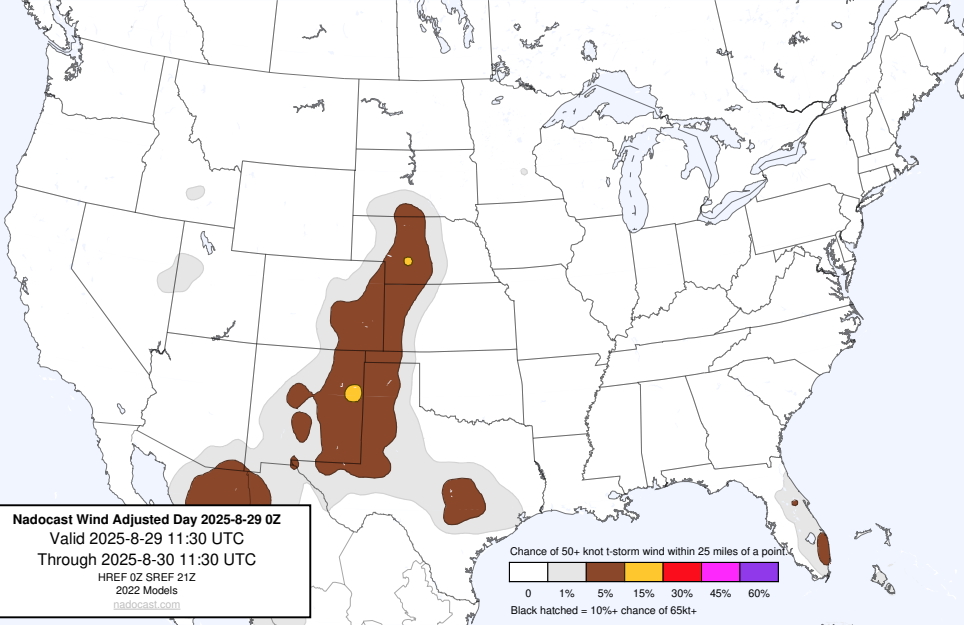 Nadocast Wind Adjusted Day 2025-8-29 0Z
Valid 2025-8-29 11:30 UTC
Through 2025-8-30 11:30 UTC
HREF 0Z SREF 21Z
2022 Models
nadocast.com
Chance of 50+ knot t-storm wind within 25 miles of a point.
0 1% 5% 15% 30% 45% 60%
Black hatched = 10%+ chance of 65kt+